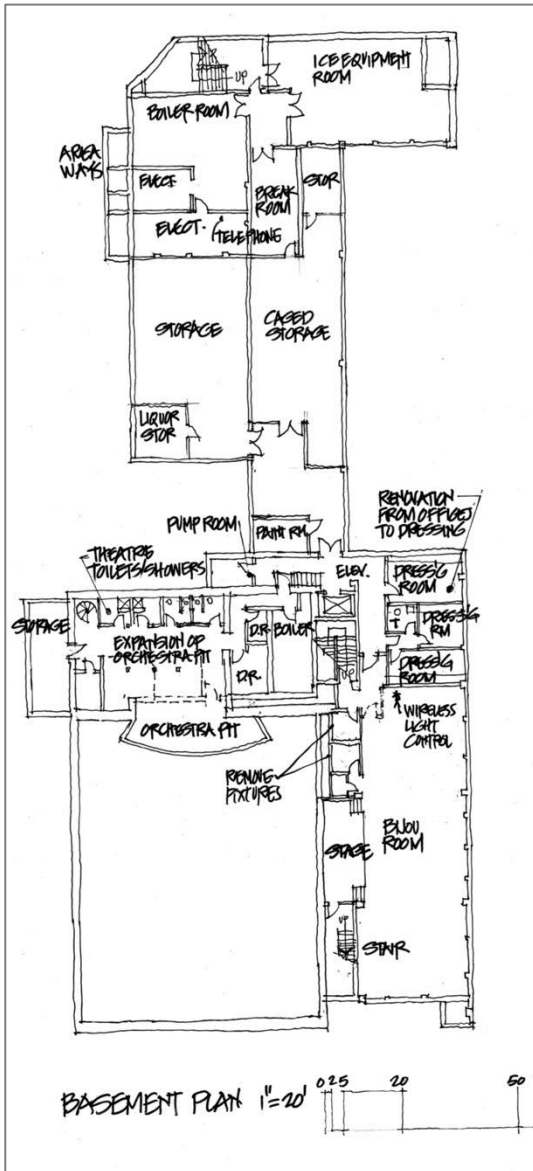 UP
ICE EQUIPMENT
ROOM
BOILER ROOM
AREA
WAYS
ELECT.
BREAK
ROOM
STOR
ELECT.
TELEPHONE
STORAGE
CAGED
STORAGE
LIQUOR
STOR
RENOVATION
FROM OFFICES
TO DRESSING
PUMP ROOM
PAINT RM
THEATRE
TOILETS/SHOWERS
ELEV.
DRESS'G
ROOM
STORAGE
EXPANSION OF
ORCHESTRA PIT
D.R.
BOILER
DRESS'G
RM
D.R.
UP
DRESS'G
ROOM
ORCHESTRA PIT
WIRELESS
LIGHT
CONTROL
REMOVE
FIXTURES
BIJOU
ROOM
STAGE
UP
STAIR
BASEMENT PLAN 1"=20'
0 2 5 20 50